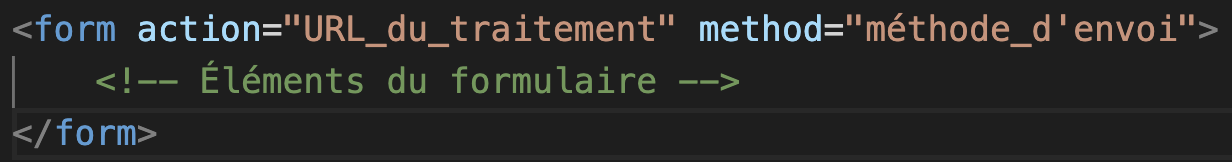 <form action="URL_du_traitement" method="méthode_d'envoi">
    <!-- Éléments du formulaire -->
</form>